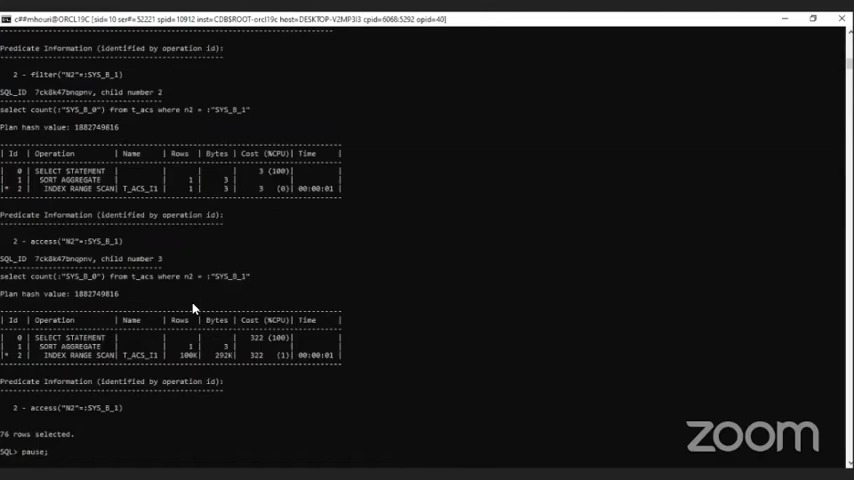 c##mhouri@ORCL19C [sid=10 ser#=52221 spid=10912 inst=CDB$ROOT-orcl19c host=DESKTOP-V2MP3I3 cpid=6068:5292 opid=40]
Predicate Information (identified by operation id):
---------------------------------------------------
2 - filter("N2"=:SYS_B_1)
SQL_ID  7ck8k47bnqpnv, child number 2
-------------------------------------
select count(:"SYS_B_0") from t_acs where n2 = :"SYS_B_1"
Plan hash value: 1882749816
| Id | Operation | Name | Rows | Bytes | Cost (%CPU)| Time |
| 0 | SELECT STATEMENT | | | | 3 (100)| |
| 1 | SORT AGGREGATE | | 1 | 3 | | |
|* 2 | INDEX RANGE SCAN| T_ACS_I1 | 1 | 3 | 3 (0)| 00:00:01 |
Predicate Information (identified by operation id):
---------------------------------------------------
2 - access("N2"=:SYS_B_1)
SQL_ID  7ck8k47bnqpnv, child number 3
-------------------------------------
select count(:"SYS_B_0") from t_acs where n2 = :"SYS_B_1"
Plan hash value: 1882749816
| Id | Operation | Name | Rows | Bytes | Cost (%CPU)| Time |
| 0 | SELECT STATEMENT | | | | 322 (100)| |
| 1 | SORT AGGREGATE | | 1 | 3 | | |
|* 2 | INDEX RANGE SCAN| T_ACS_I1 | 100K| 292K| 322 (1)| 00:00:01 |
Predicate Information (identified by operation id):
---------------------------------------------------
2 - access("N2"=:SYS_B_1)
76 rows selected.
SQL> pause;
zoom